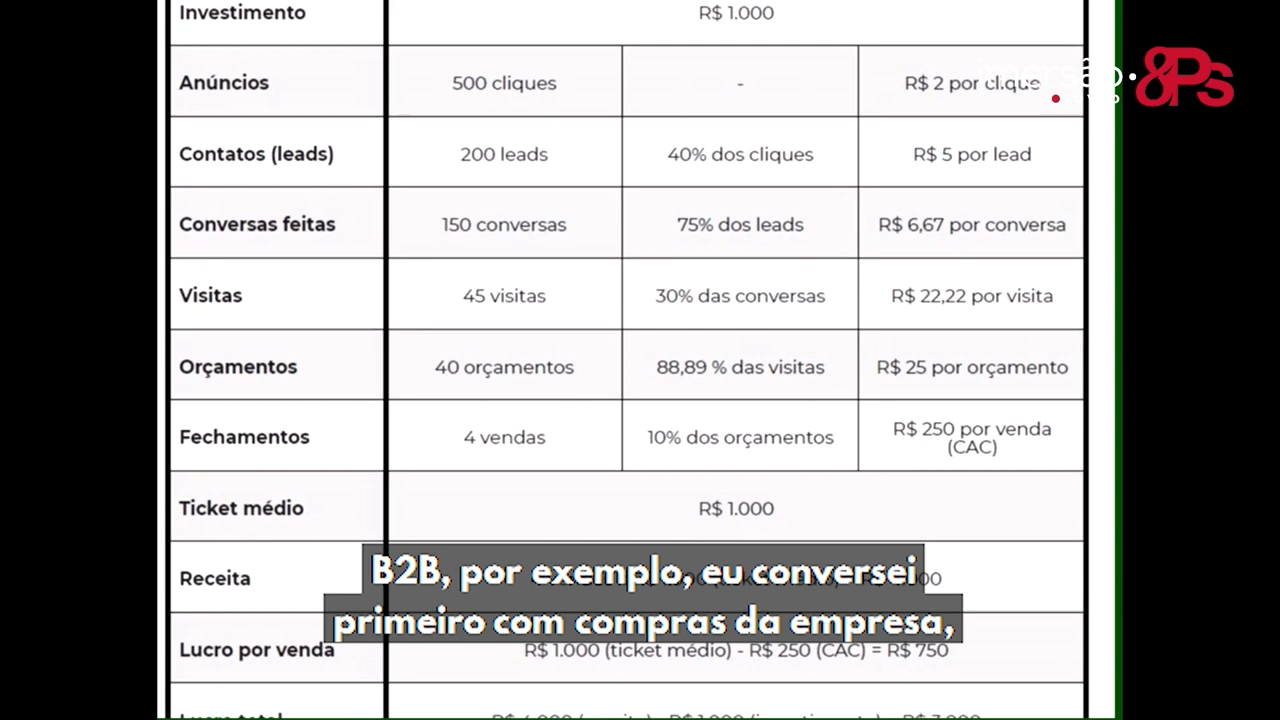 Investimento R$ 1.000
Anúncios 500 cliques - R$ 2 por clique
8Ps
Contatos (leads) 200 leads 40% dos cliques R$ 5 por lead
Conversas feitas 150 conversas 75% dos leads R$ 6,67 por conversa
Visitas 45 visitas 30% das conversas R$ 22,22 por visita
Orçamentos 40 orçamentos 88,89 % das visitas R$ 25 por orçamento
Fechamentos 4 vendas 10% dos orçamentos R$ 250 por venda
(CAC)
Ticket médio R$ 1.000
Receita
B2B, por exemplo, eu conversei
primeiro com compras da empresa,
Lucro por venda R$ 1.000 (ticket médio) - R$ 250 (CAC) = R$ 750